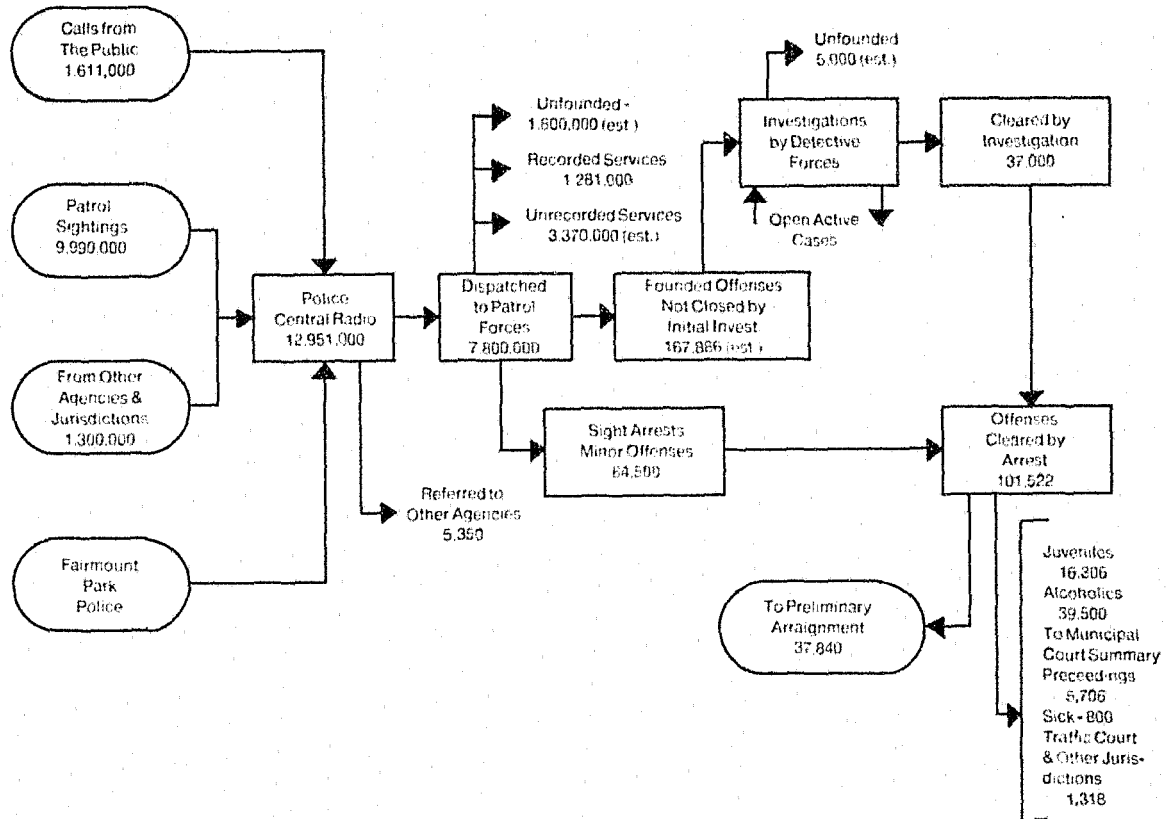 Calls from
The Public
1.611,000
Patrol
Sightings
9.990.000
From Other
Agencies &
Jurisdictions
1.300.000
Fairmount
Park
Police
Police
Central Radio
12.951.000
Referred to
Other Agencies
5,350
Unfounded -
1.600.000 (est.)
Recorded Services
1 281.000
Unrecorded Services
3.370.000 (est.)
Dispatched
to Patrol
Forces
7.800.000
Founded Offenses
Not Closed by
Initial Invest.
167.886 (est.)
Sight Arrests
Minor Offenses
64,500
Unfounded
5.000 (est.)
Investigations
by Detective
Forces
Open Active
Cases
Cleared by
Investigation
37.000
Offenses
Cleared by
Arrest
101,522
To Preliminary
Arraignment
37.840
Juveniles
16.306
Alcoholics
39.500
To Municipal
Court Summary
Preceedings
5,706
Sick - 800
Traffic Court
& Other Juris-
dictions
1,318